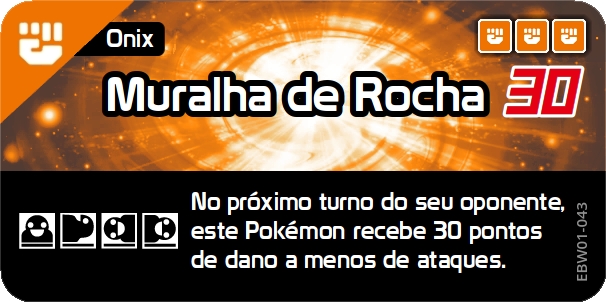 Onix
Muralha de Rocha 30
No próximo turno do seu oponente,
este Pokémon recebe 30 pontos
de dano a menos de ataques.
EBW01-043